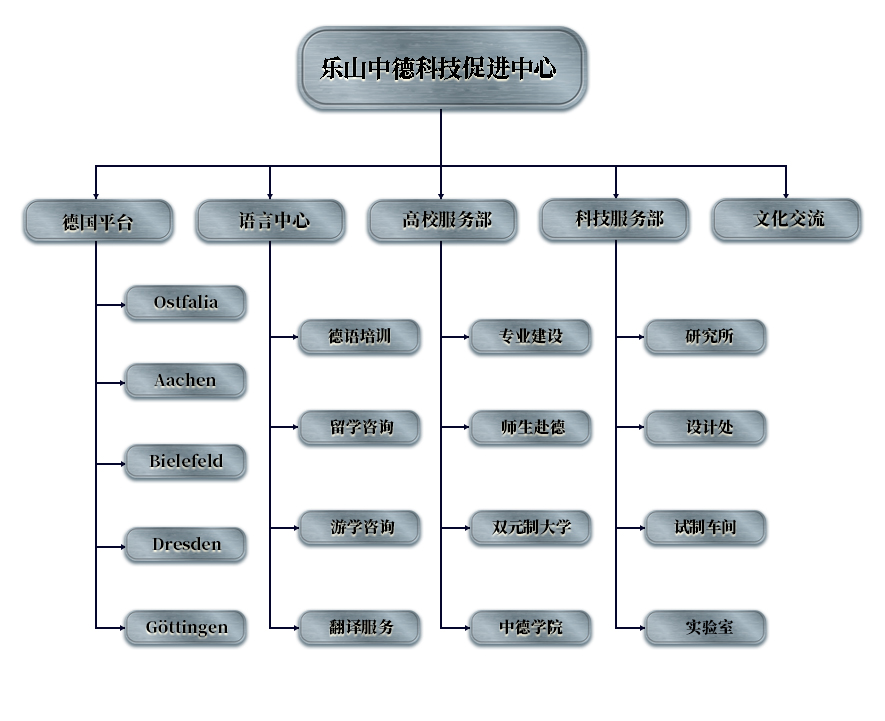 乐山中德科技促进中心
德国平台
语言中心
高校服务部
科技服务部
文化交流
Ostfalia
Aachen
Bielefeld
Dresden
Göttingen
德语培训
留学咨询
游学咨询
翻译服务
专业建设
师生赴德
双元制大学
中德学院
研究所
设计处
试制车间
实验室